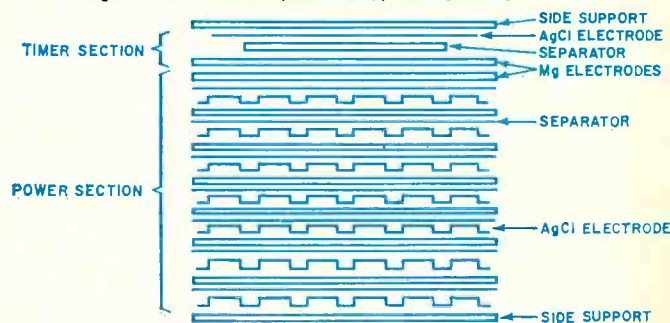 SIDE SUPPORT
AgCl ELECTRODE
TIMER SECTION
SEPARATOR
Mg ELECTRODES
SEPARATOR
POWER SECTION
AgCl ELECTRODE
SIDE SUPPORT